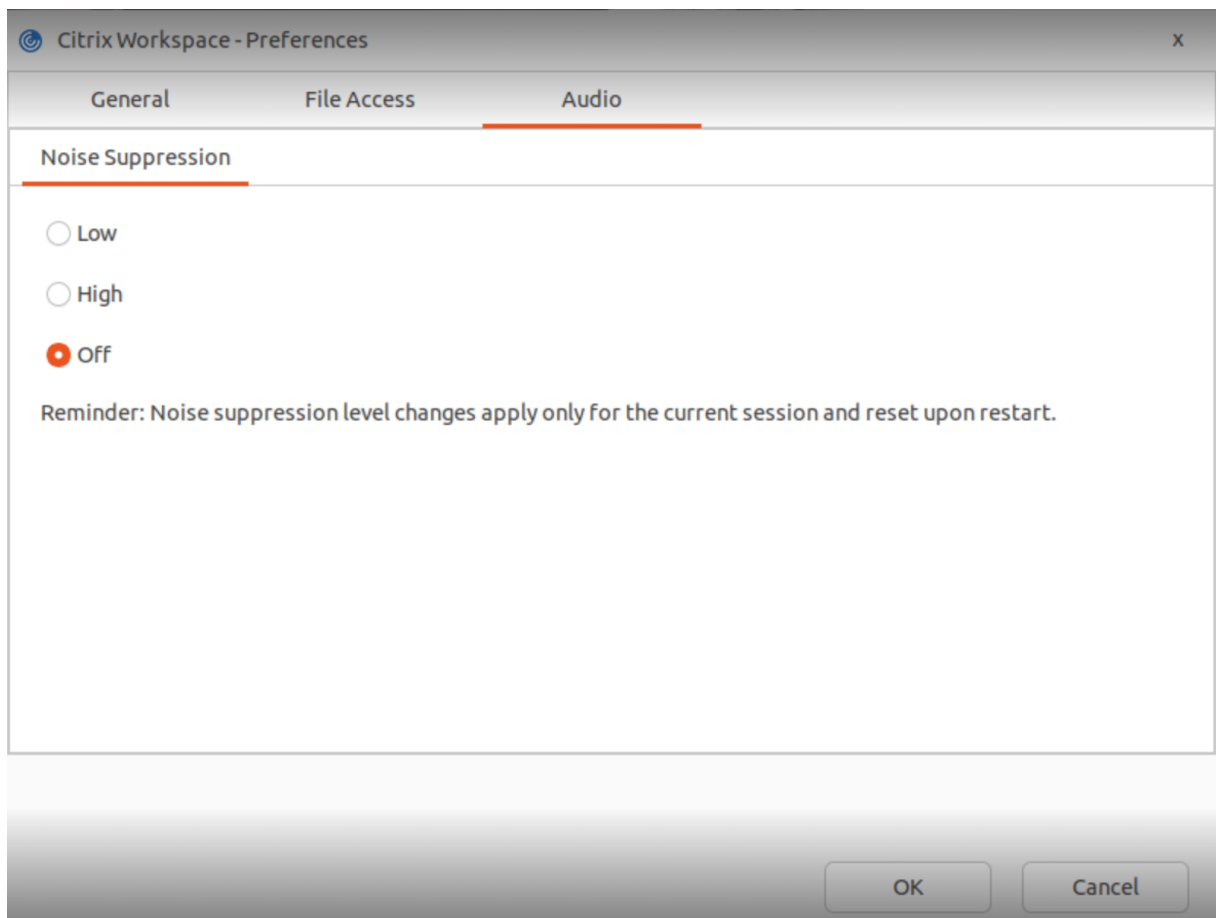 Citrix Workspace - Preferences x
General File Access Audio
Noise Suppression
Low
High
Off
Reminder: Noise suppression level changes apply only for the current session and reset upon restart.
OK Cancel